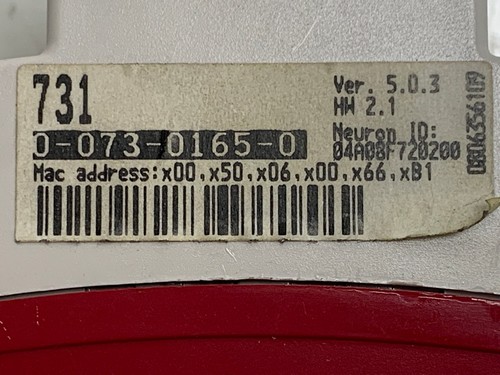 731
0-073-0165-0
Mac address:x00,x50,x06,x00,x66,xB1
Ver. 5.0.3
HW 2.1
Neuron ID:
04A08F720200
0806356109